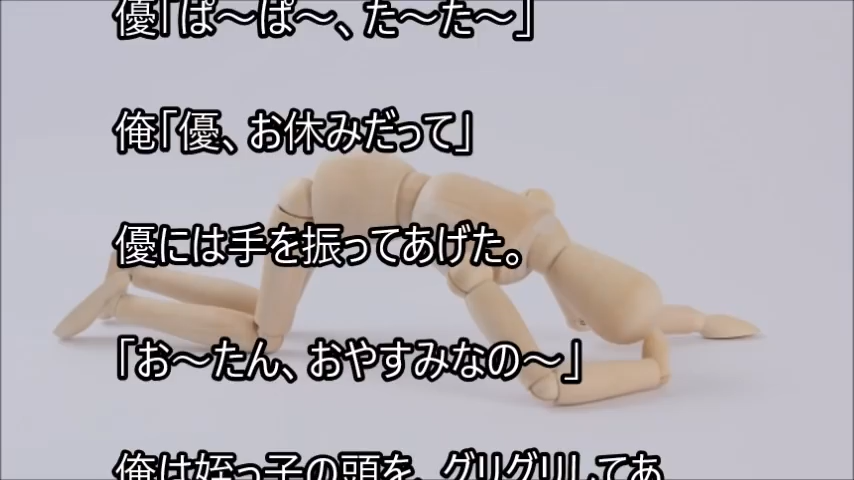 優「ぱ～ぱ～、た～た～」
俺「優、お休みだって」
優には手を振ってあげた。
「お～たん、おやすみなの～」
俺は姪っ子の頭を、グリグリしてあ